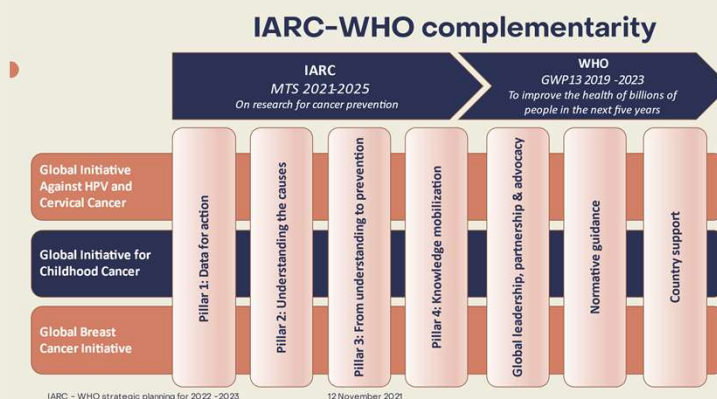 IARC-WHO complementarity
IARC
MTS 2021-2025
On research for cancer prevention
WHO
GWP13 2019 -2023
To improve the health of billions of
people in the next five years
Global Initiative
Against HPV and
Cervical Cancer
Global Initiative for
Childhood Cancer
Global Breast
Cancer Initiative
Pillar 1: Data for action
Pillar 2: Understanding the causes
Pillar 3: From understanding to prevention
Pillar 4: Knowledge mobilization
Global leadership, partnership & advocacy
Normative guidance
Country support
IARC – WHO strategic planning for 2022 -2023
12 November 2021